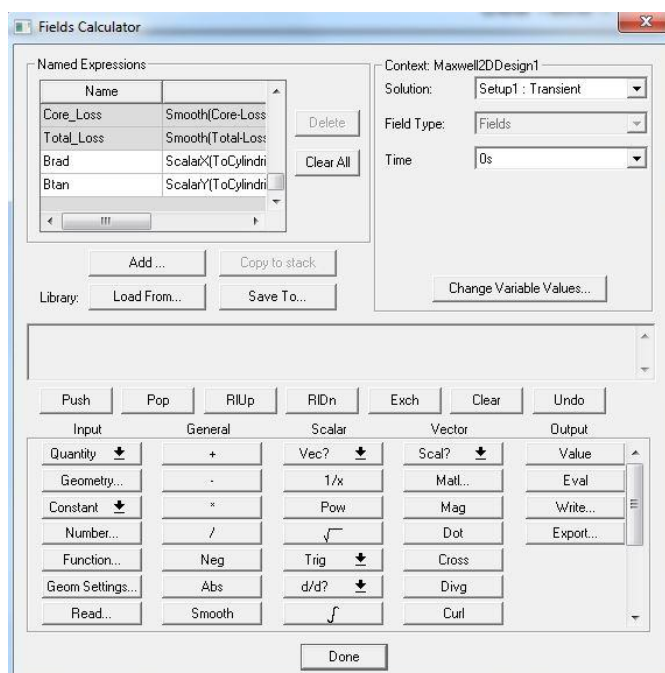 Fields Calculator
Named Expressions
Name
Core_Loss Smooth(Core-Loss
Total_Loss Smooth(Total-Loss
Brad ScalarX(ToCylindri
Btan ScalarY(ToCylindri
Delete
Clear All
Add ... Copy to stack
Library: Load From... Save To...
Context: Maxwell2DDesign1
Solution: Setup1 : Transient
Field Type: Fields
Time 0s
Change Variable Values...
Push Pop RlUp RlDn Exch Clear Undo
Input General Scalar Vector Output
Quantity + Vec? Scal? Value
Geometry... - 1/x Matl... Eval
Constant * Pow Mag Write...
Number... / √ Dot Export...
Function... Neg Trig Cross
Geom Settings... Abs d/d? Divg
Read... Smooth ∫ Curl
Done